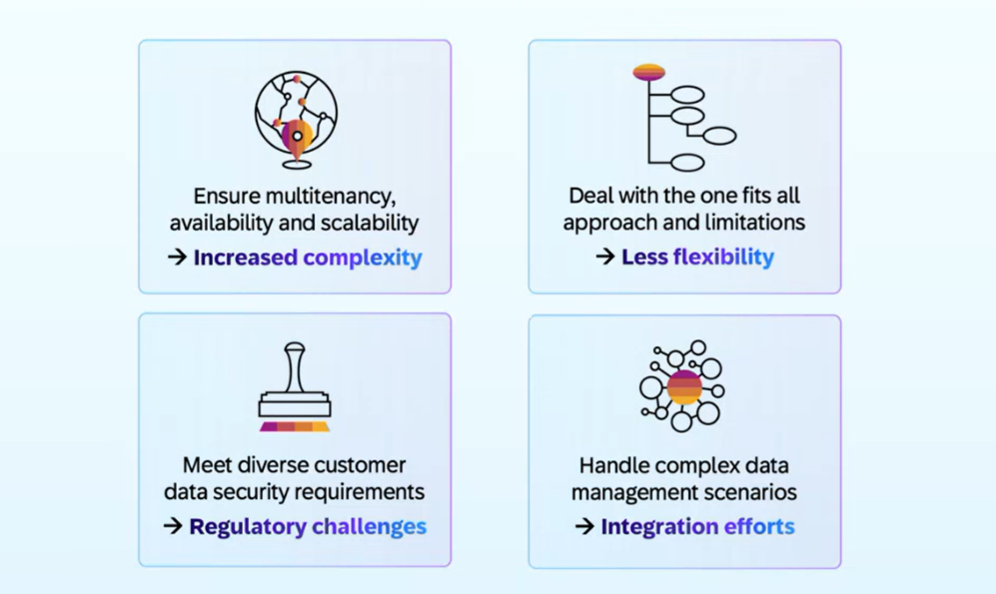 Ensure multitenancy,
availability and scalability
→ Increased complexity
Deal with the one fits all
approach and limitations
→ Less flexibility
Meet diverse customer
data security requirements
→ Regulatory challenges
Handle complex data
management scenarios
→ Integration efforts